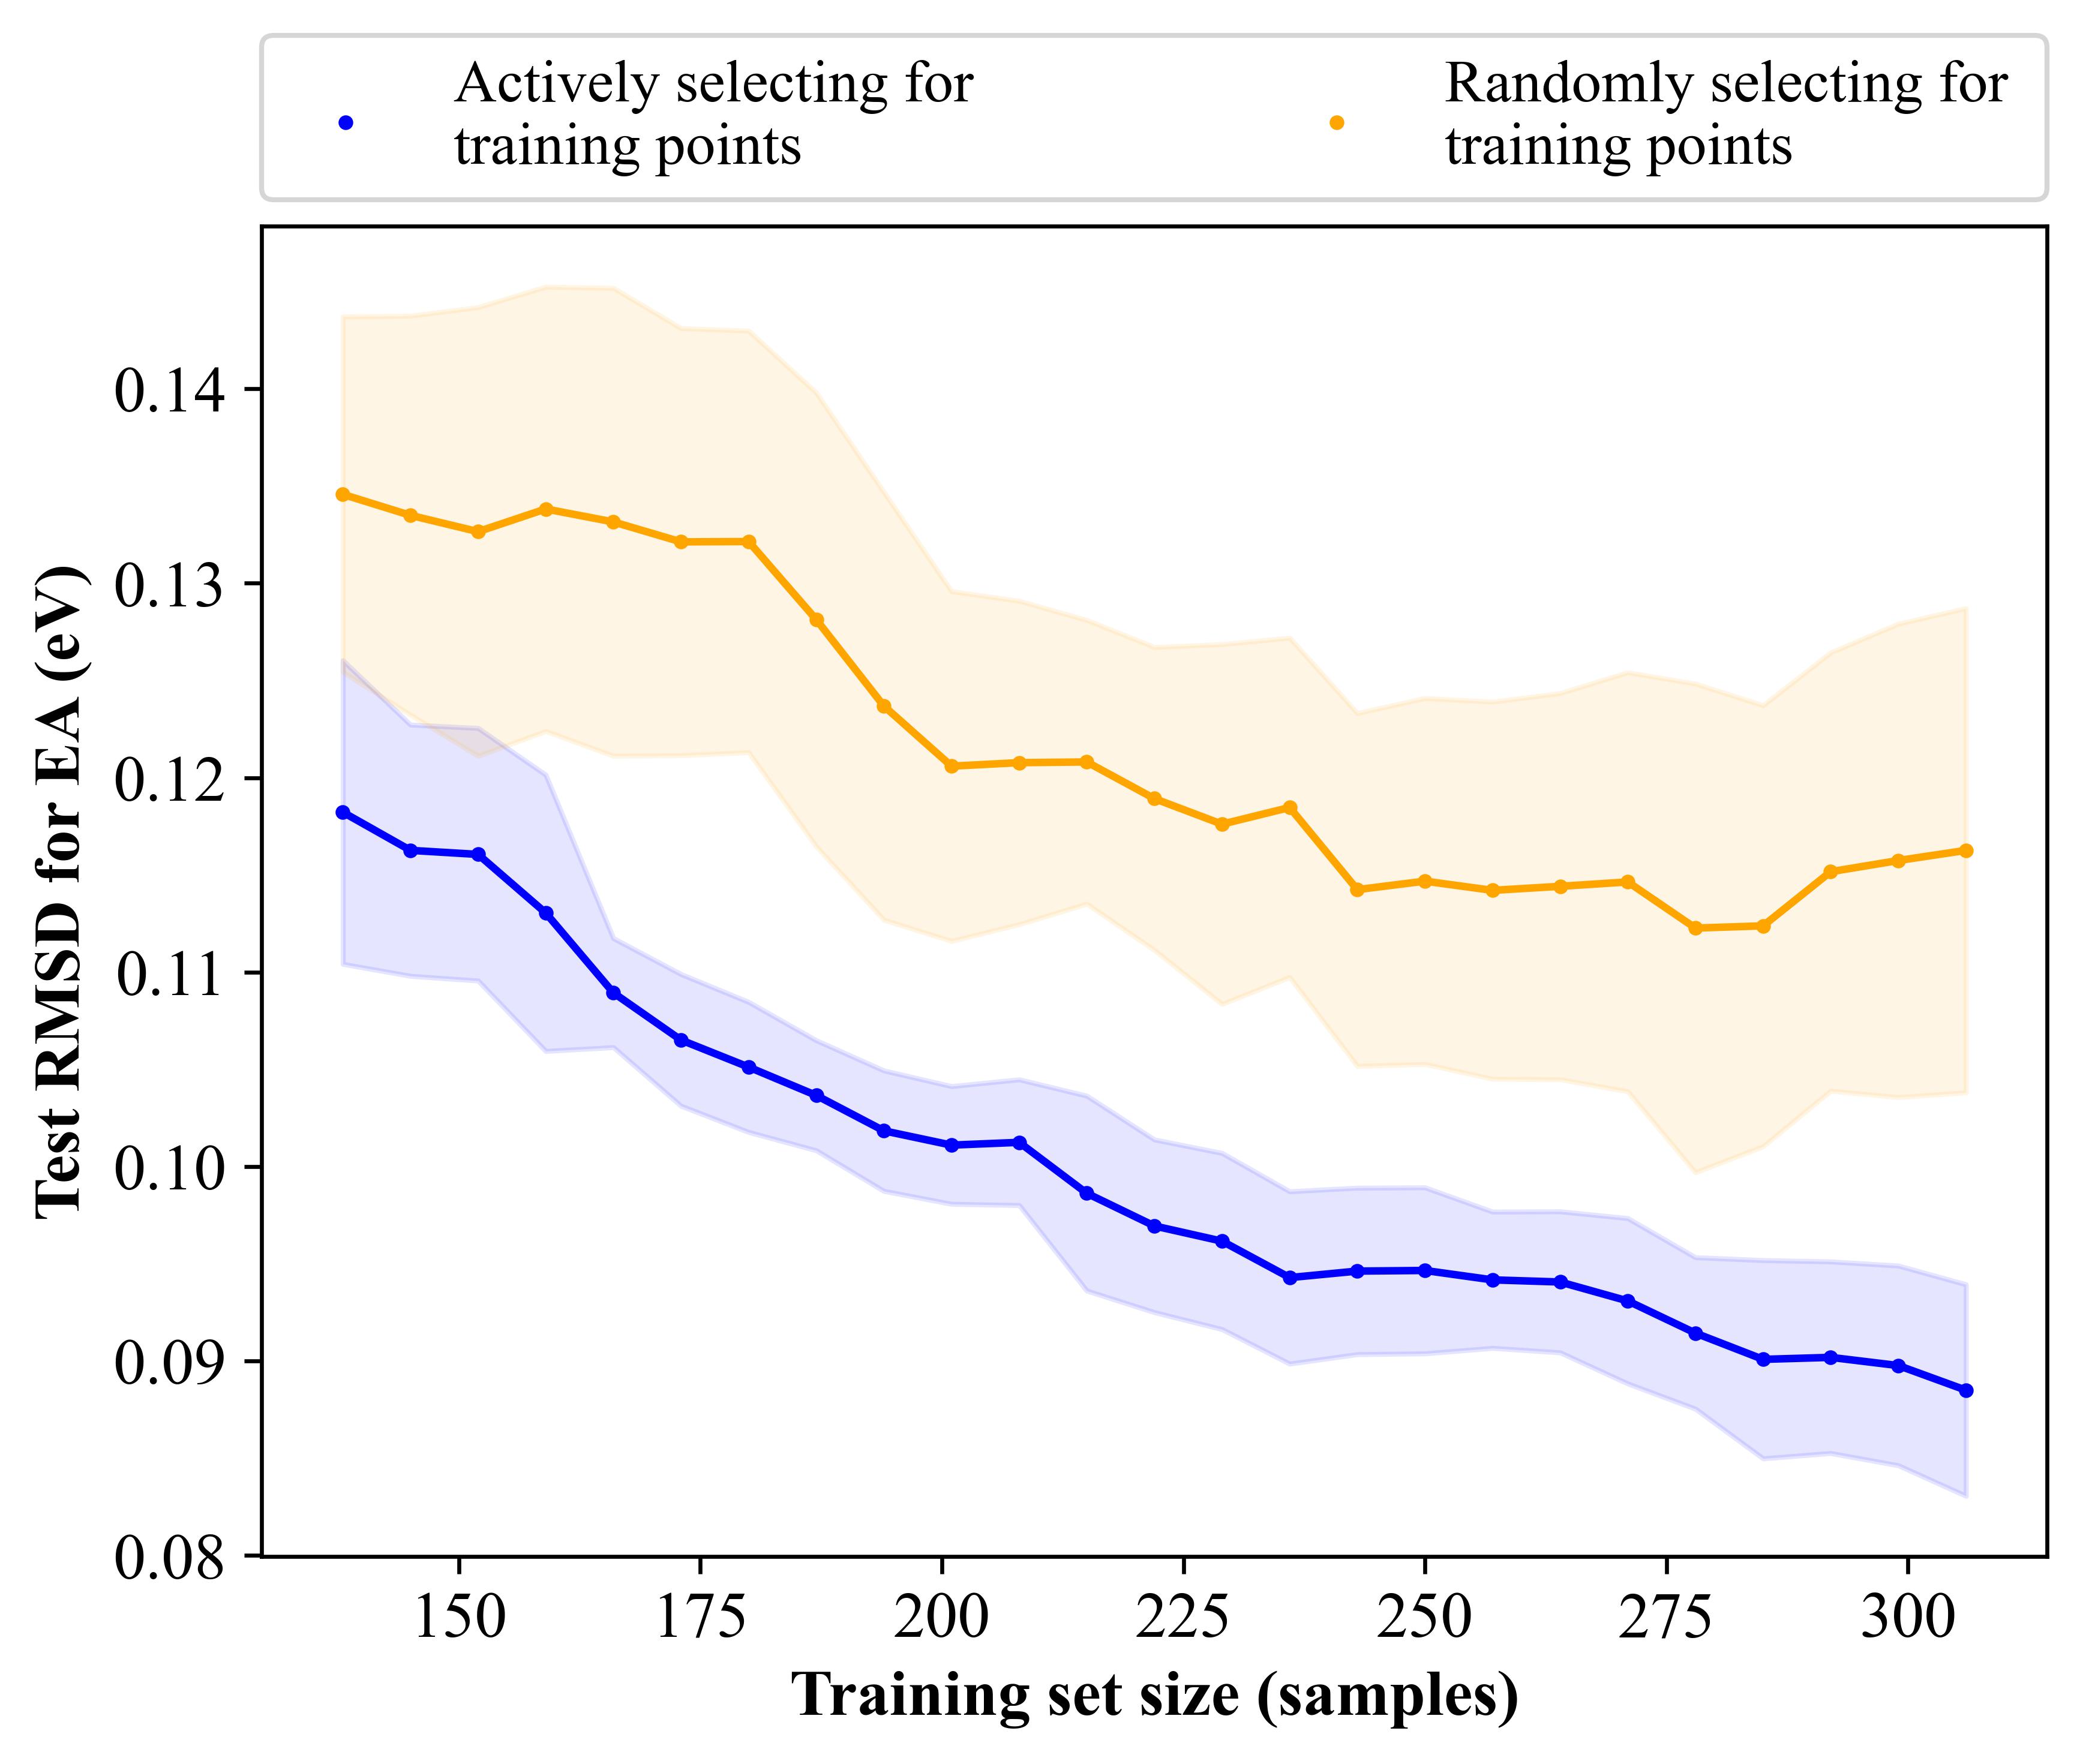 Actively selecting for
training points
Randomly selecting for
training points
Test RMSD for EA (eV)
0.14
0.13
0.12
0.11
0.10
0.09
0.08
150 175 200 225 250 275 300
Training set size (samples)